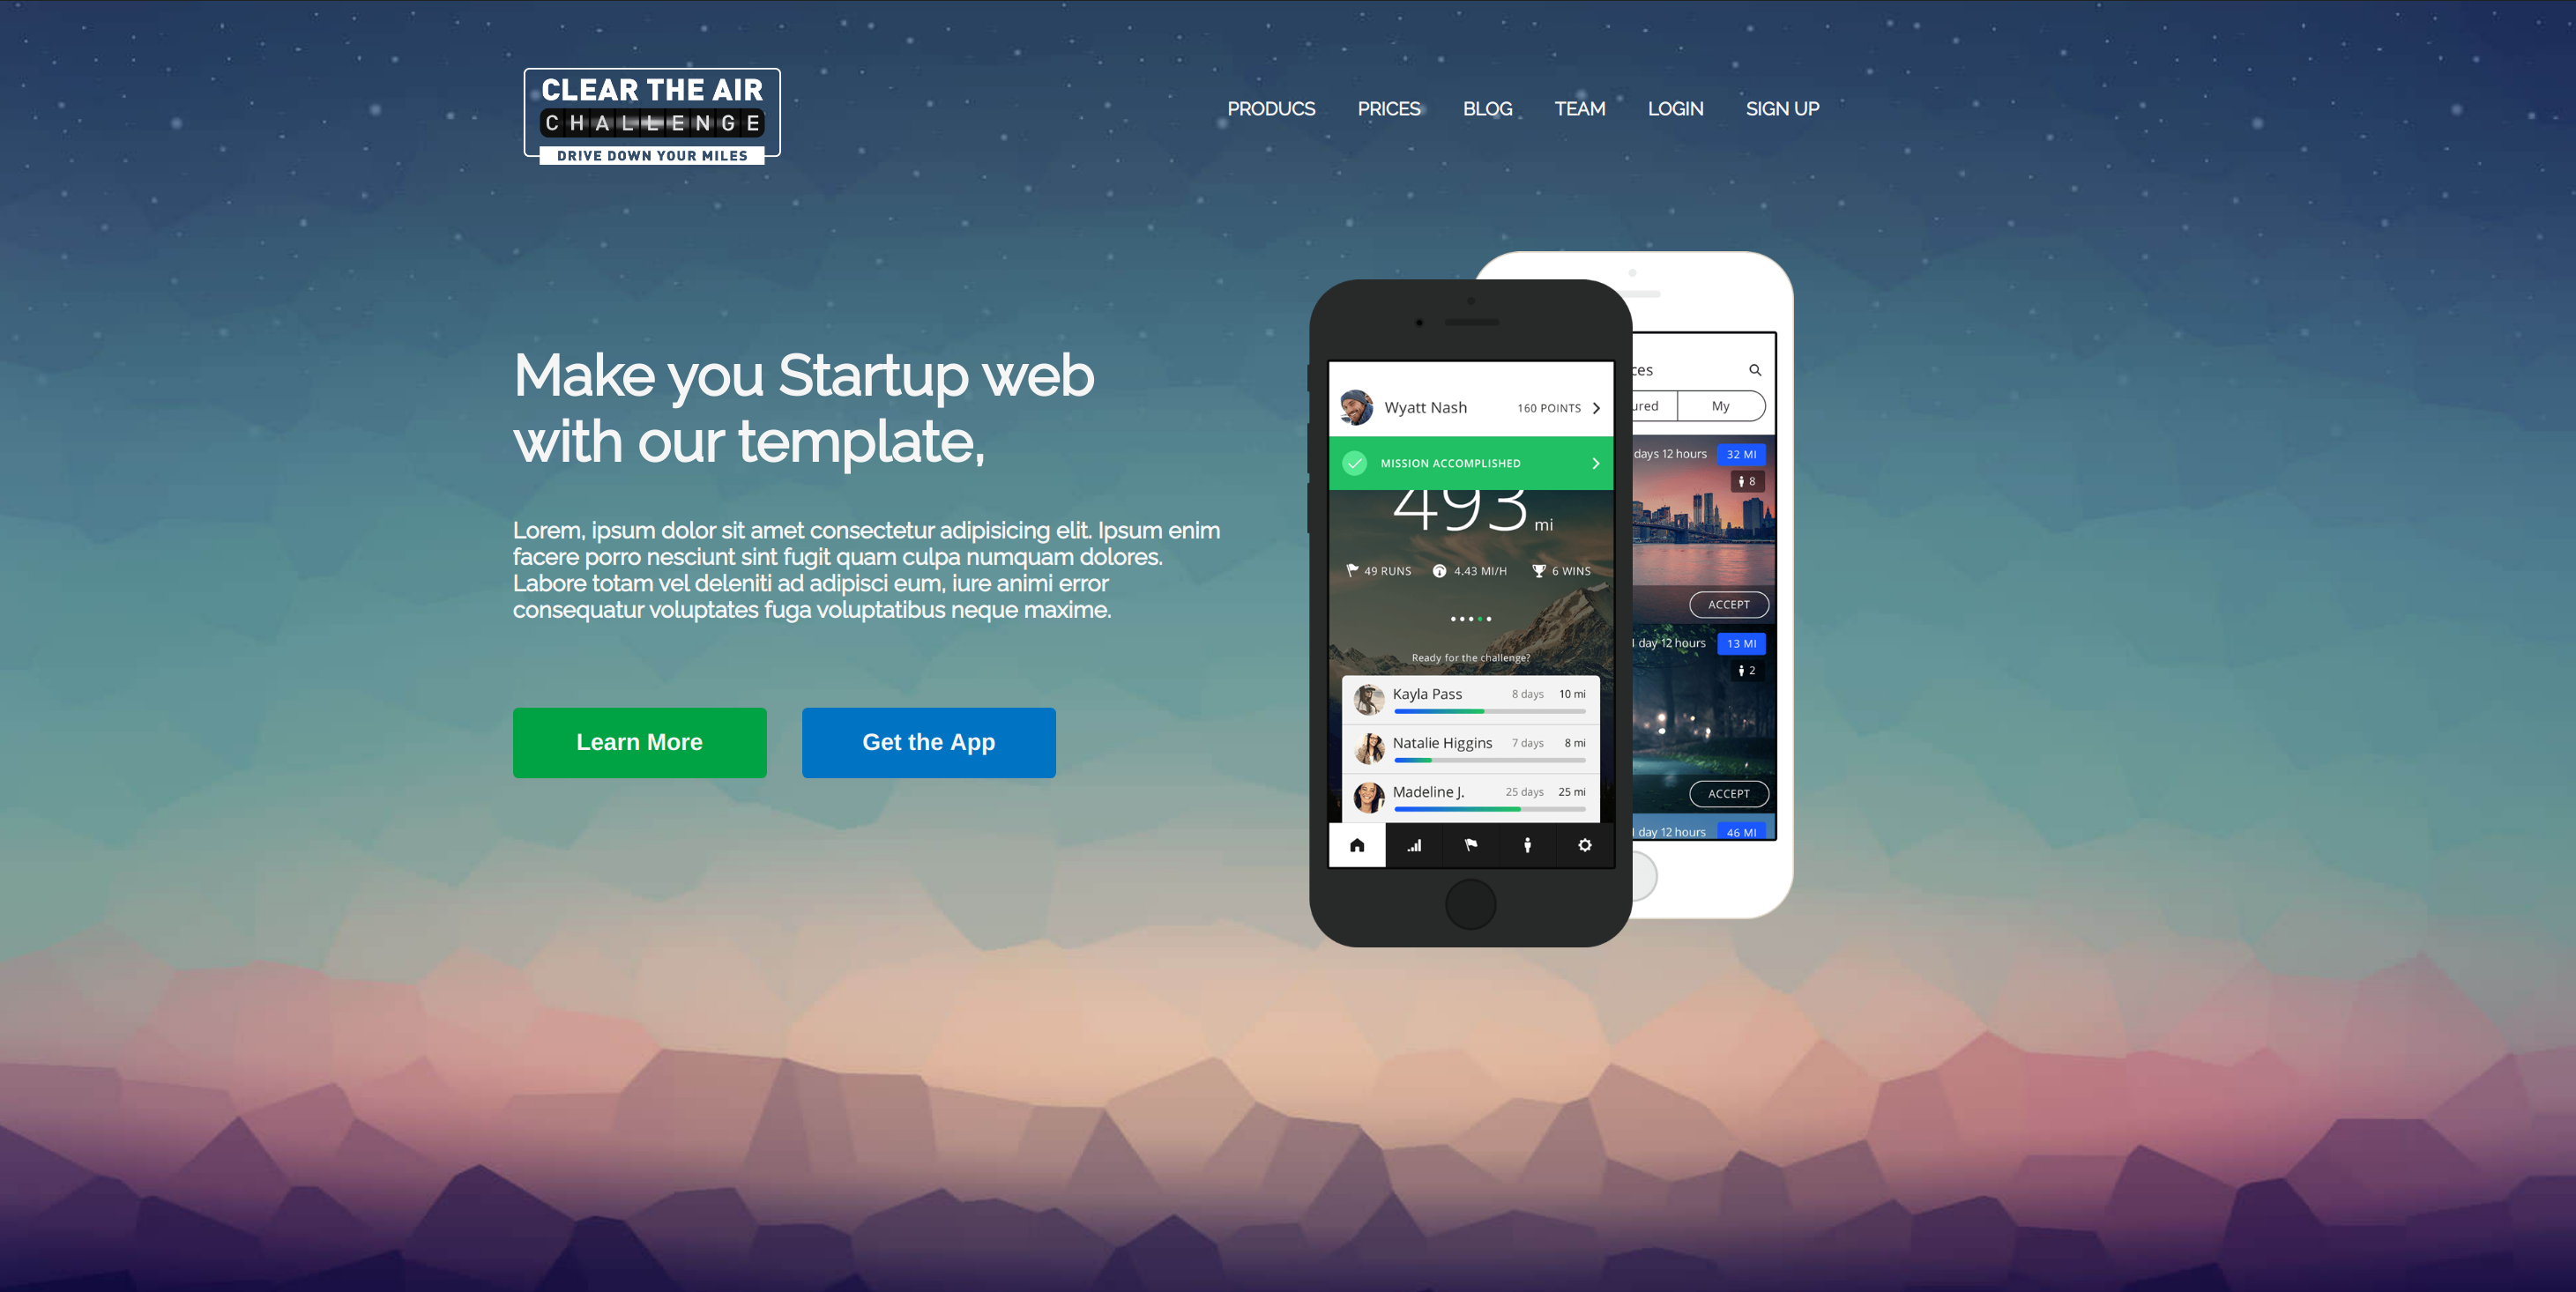 CLEAR THE AIR
CHALLENGE
DRIVE DOWN YOUR MILES
PRODUCS PRICES BLOG TEAM LOGIN SIGN UP
Make you Startup web
with our template,
Lorem, ipsum dolor sit amet consectetur adipisicing elit. Ipsum enim
facere porro nesciunt sint fugit quam culpa numquam dolores.
Labore totam vel deleniti ad adipisci eum, iure animi error
consequatur voluptates fuga voluptatibus neque maxime.
Learn More
Get the App
Wyatt Nash 160 POINTS
MISSION ACCOMPLISHED
493 mi
49 RUNS 4.43 MI/H 6 WINS
Ready for the challenge?
Kayla Pass 8 days 10 mi
Natalie Higgins 7 days 8 mi
Madeline J. 25 days 25 mi
ces
ured My
days 12 hours 32 MI
8
ACCEPT
1 day 12 hours 13 MI
2
ACCEPT
1 day 12 hours 46 MI